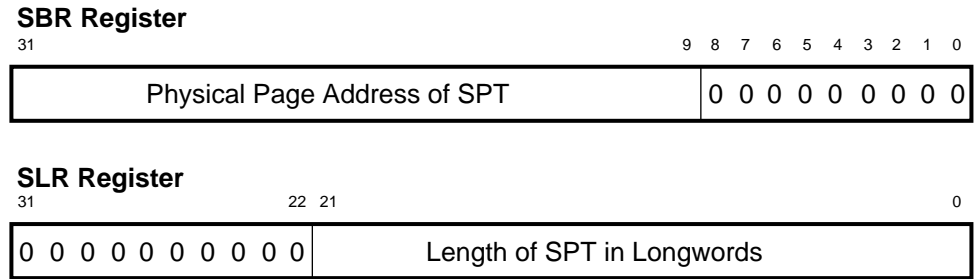 SBR Register
31 9 8 7 6 5 4 3 2 1 0
Physical Page Address of SPT 0 0 0 0 0 0 0 0 0
SLR Register
31 22 21 0
0 0 0 0 0 0 0 0 0 0 Length of SPT in Longwords